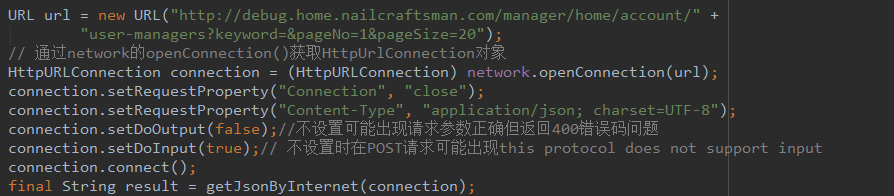 URL url = new URL("http://debug.home.nailcraftsman.com/manager/home/account/" +
"user-managers?keyword=&pageNo=1&pageSize=20");
// 通过network的openConnection()获取HttpUrlConnection对象
HttpURLConnection connection = (HttpURLConnection) network.openConnection(url);
connection.setRequestProperty("Connection", "close");
connection.setRequestProperty("Content-Type", "application/json; charset=UTF-8");
connection.setDoOutput(false);//不设置可能出现请求参数正确但返回400错误码问题
connection.setDoInput(true);// 不设置时在POST请求可能出现this protocol does not support input
connection.connect();
final String result = getJsonByInternet(connection);